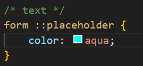 /* text */
form ::placeholder {
    color: aqua;
}